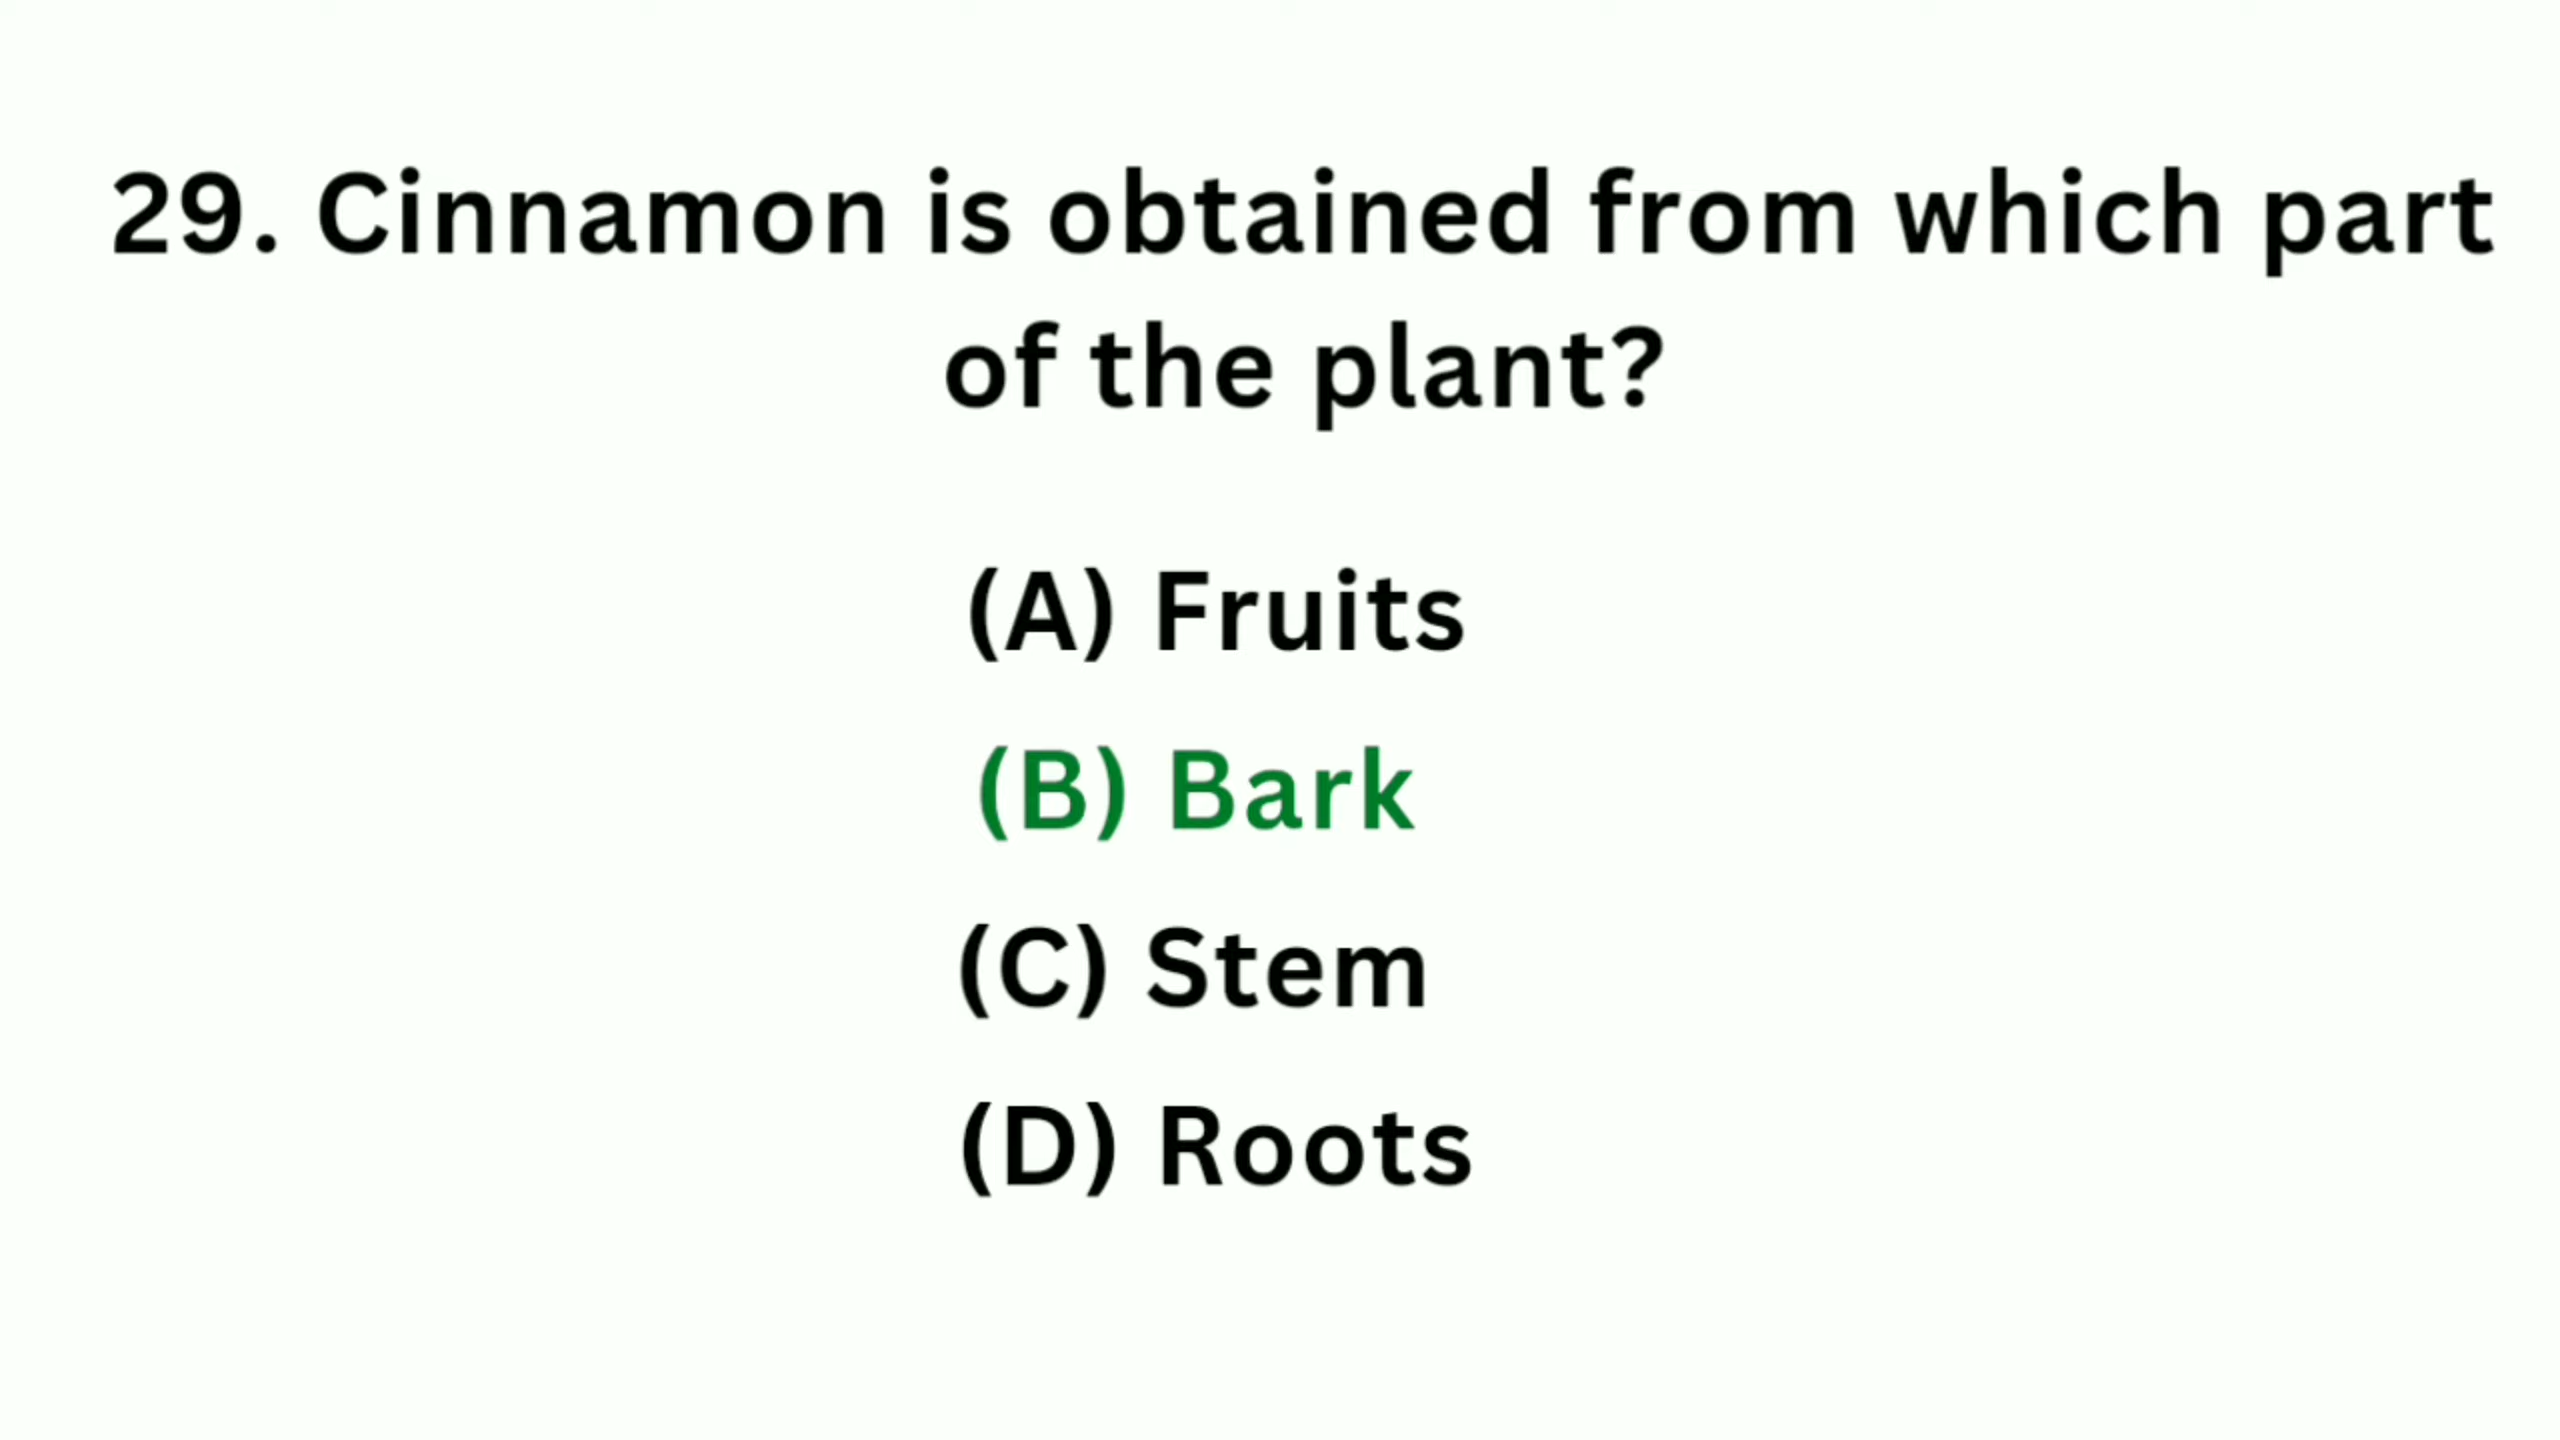 29. Cinnamon is obtained from which part
of the plant?
(A) Fruits
(B) Bark
(C) Stem
(D) Roots